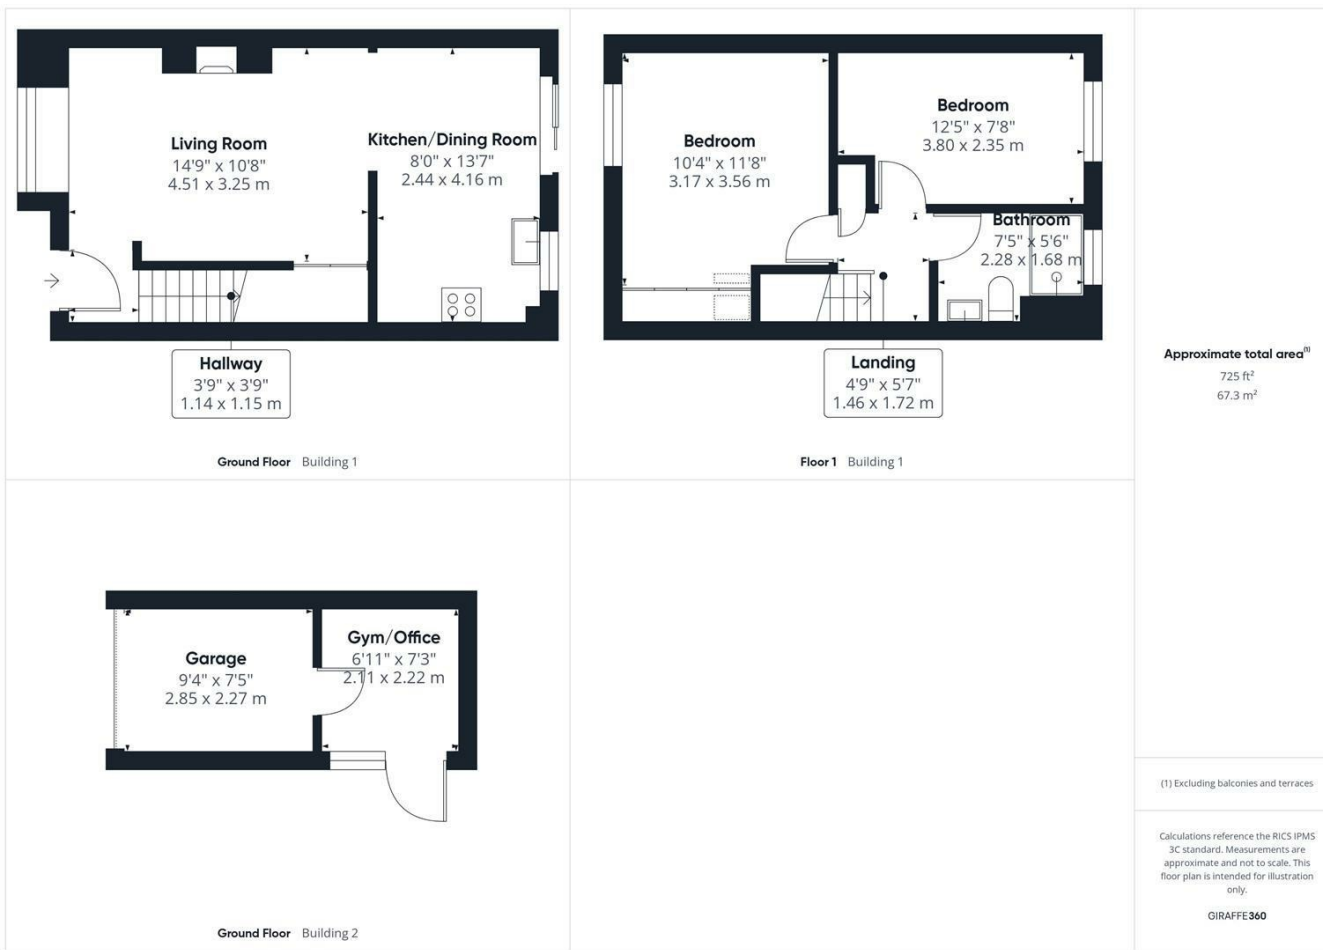 Living Room
14'9" x 10'8"
4.51 x 3.25 m
Kitchen/Dining Room
8'0" x 13'7"
2.44 x 4.16 m
Hallway
3'9" x 3'9"
1.14 x 1.15 m
Ground Floor Building 1
Bedroom
10'4" x 11'8"
3.17 x 3.56 m
Bedroom
12'5" x 7'8"
3.80 x 2.35 m
Bathroom
7'5" x 5'6"
2.28 x 1.68 m
Landing
4'9" x 5'7"
1.46 x 1.72 m
Floor 1 Building 1
Approximate total area(1)
725 ft²
67.3 m²
Garage
9'4" x 7'5"
2.85 x 2.27 m
Gym/Office
6'11" x 7'3"
2.11 x 2.22 m
Ground Floor Building 2
(1) Excluding balconies and terraces
Calculations reference the RICS IPMS
3C standard. Measurements are
approximate and not to scale. This
floor plan is intended for illustration
only.
GIRAFFE360